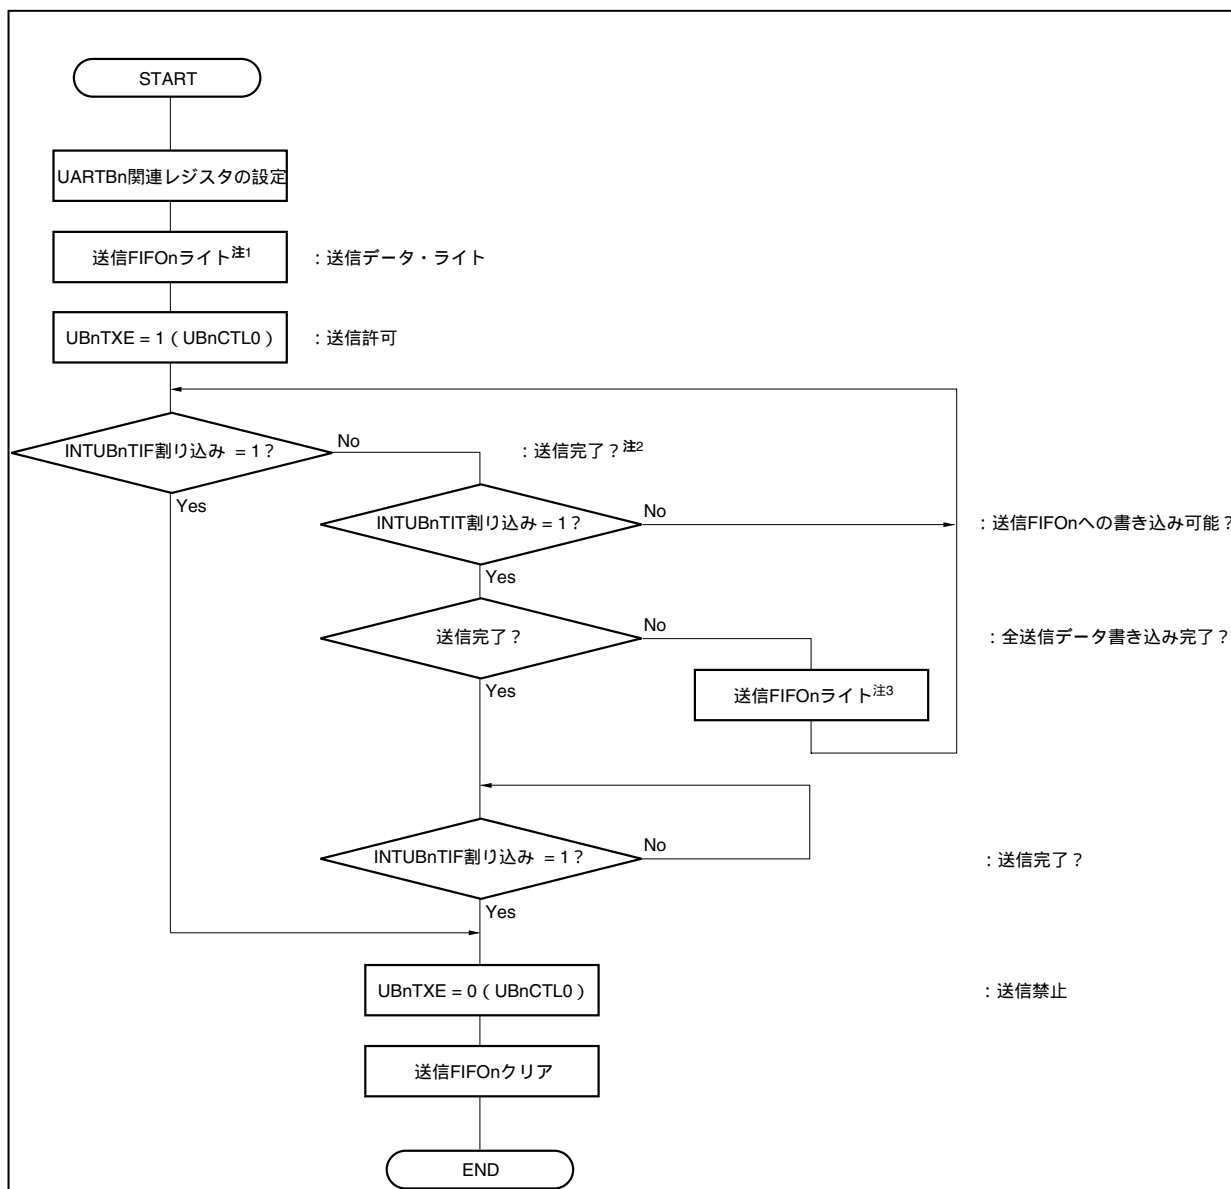 START
UARTBn関連レジスタの設定
送信FIFOnライト注1
：送信データ・ライト
UBnTXE = 1（UBnCTL0）
：送信許可
INTUBnTIF割り込み = 1？
No
：送信完了？注2
Yes
INTUBnTIT割り込み = 1？
No
：送信FIFOnへの書き込み可能？
Yes
送信完了？
No
：全送信データ書き込み完了？
Yes
送信FIFOnライト注3
INTUBnTIF割り込み = 1？
No
：送信完了？
Yes
UBnTXE = 0（UBnCTL0）
：送信禁止
送信FIFOnクリア
END